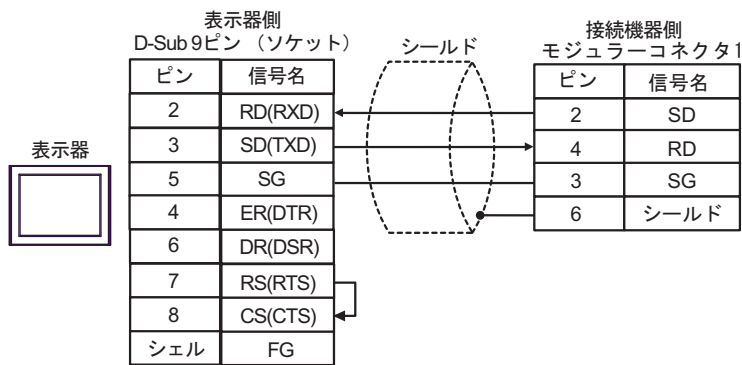 表示器側
D-Sub 9ピン （ソケット）
シールド
接続機器側
モジュラーコネクタ1
表示器
ピン 信号名
2 RD(RXD)
3 SD(TXD)
5 SG
4 ER(DTR)
6 DR(DSR)
7 RS(RTS)
8 CS(CTS)
シェル FG
ピン 信号名
2 SD
4 RD
3 SG
6 シールド